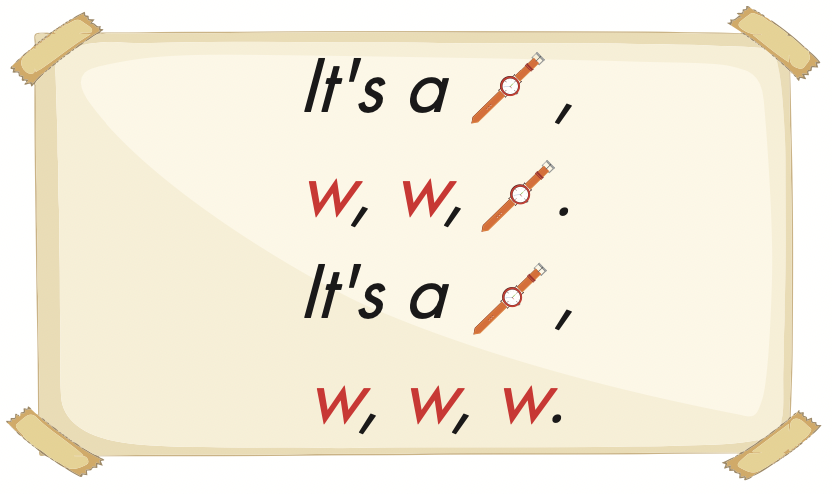 It's a ,
w, w, .
It's a ,
w, w, w.